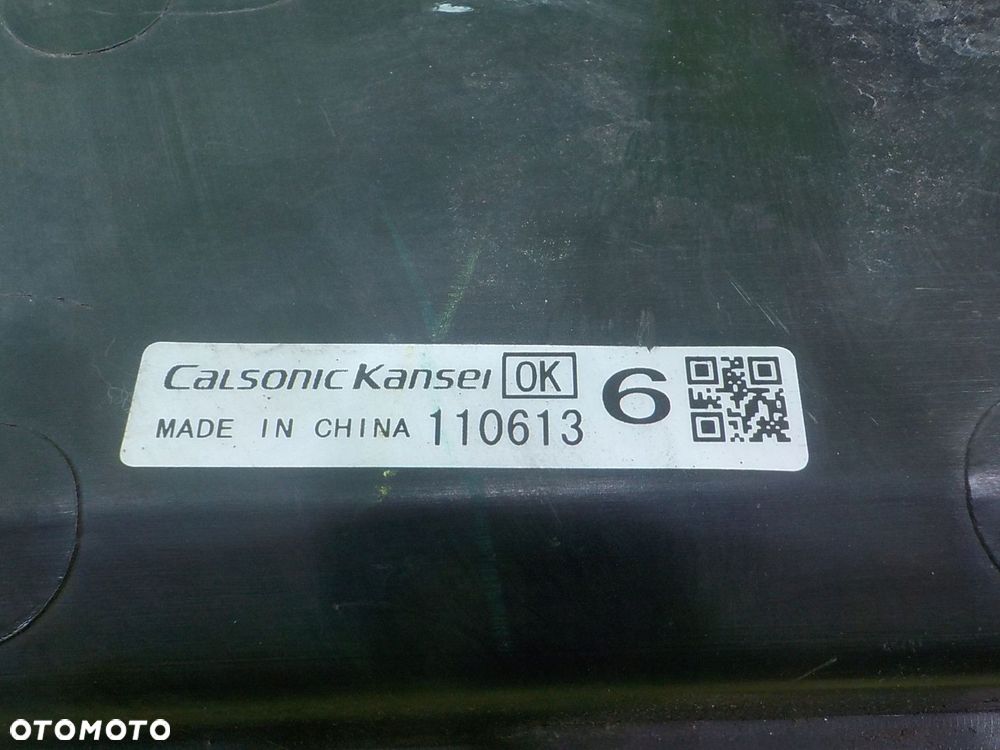 CaLsonic Kansei OK 6
MADE IN CHINA 110613
OTOMOTO